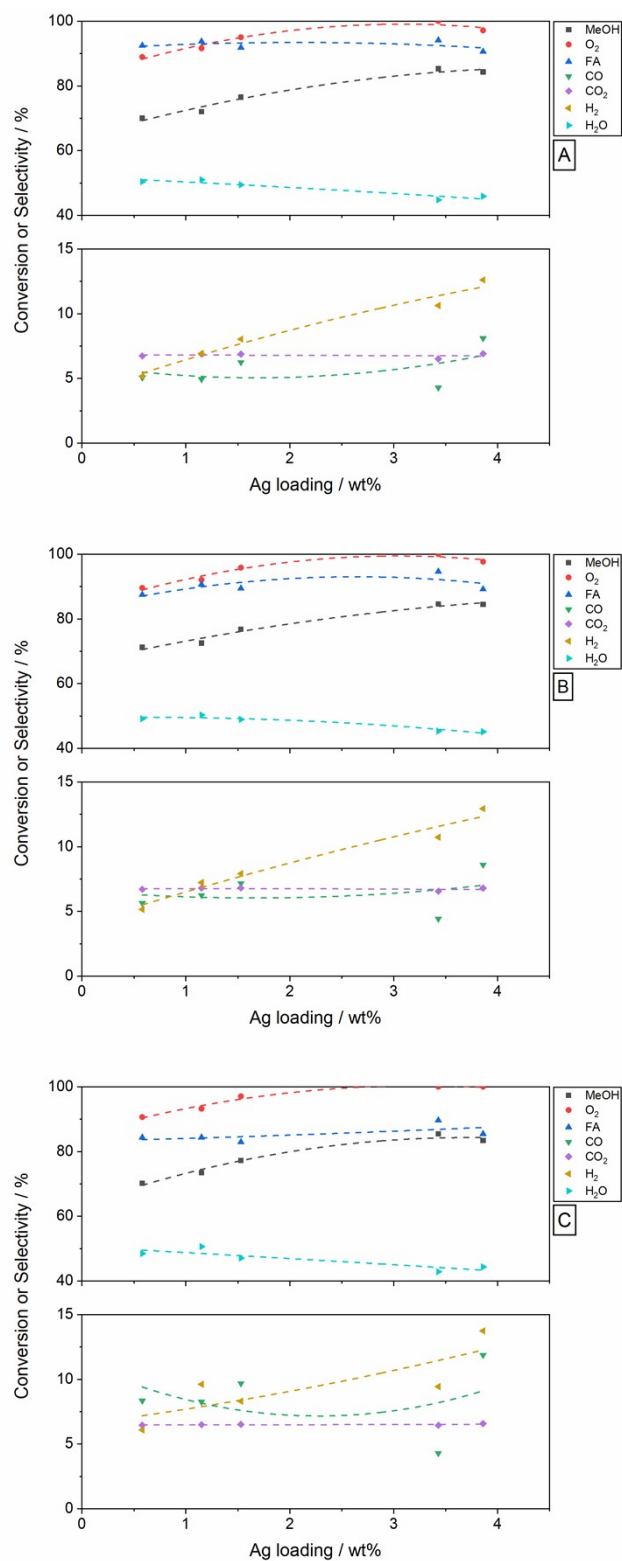 Conversion or Selectivity / %
100
80
60
40
MeOH
O₂
FA
CO
CO₂
H₂
H₂O
A
15
10
5
0
0 1 2 3 4
Ag loading / wt%
Conversion or Selectivity / %
100
80
60
40
MeOH
O₂
FA
CO
CO₂
H₂
H₂O
B
15
10
5
0
0 1 2 3 4
Ag loading / wt%
Conversion or Selectivity / %
100
80
60
40
MeOH
O₂
FA
CO
CO₂
H₂
H₂O
C
15
10
5
0
0 1 2 3 4
Ag loading / wt%